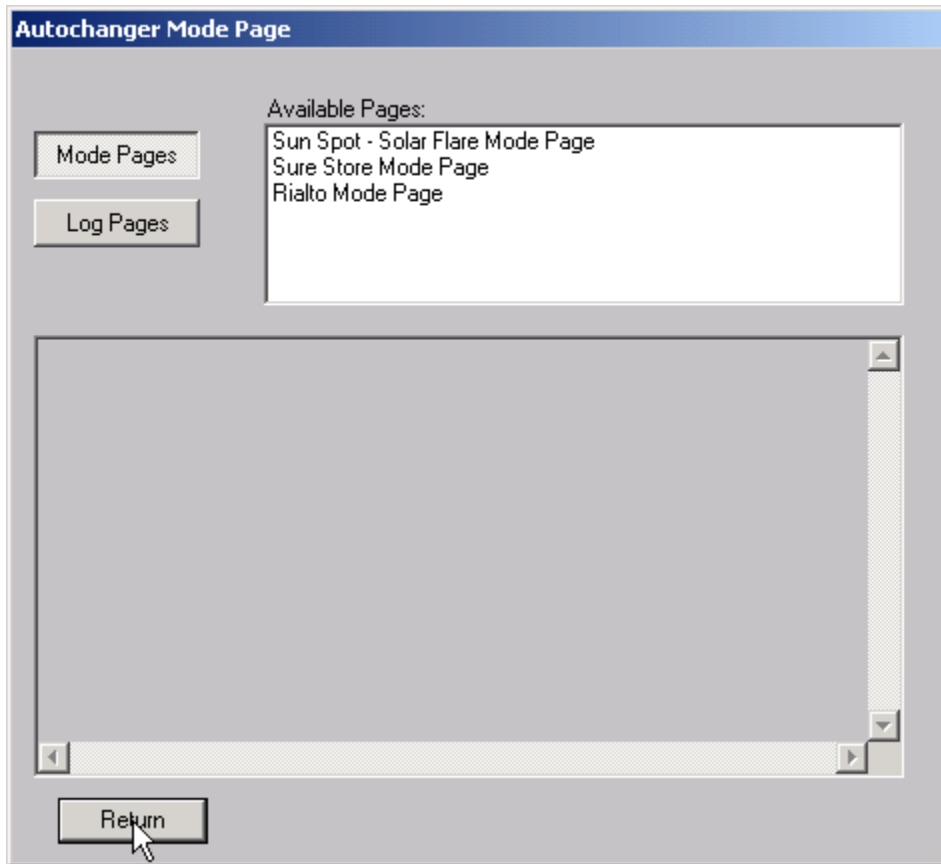 Autochanger Mode Page
Available Pages:
Mode Pages
Log Pages
Sun Spot - Solar Flare Mode Page
Sure Store Mode Page
Rialto Mode Page
Return